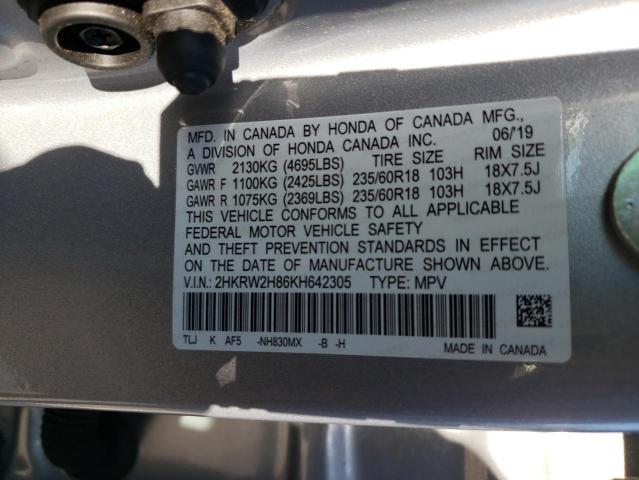 MFD. IN CANADA BY HONDA OF CANADA MFG.,
A DIVISION OF HONDA CANADA INC. 06/'19
GVWR 2130KG (4695LBS) TIRE SIZE RIM SIZE
GAWR F 1100KG (2425LBS) 235/60R18 103H 18X7.5J
GAWR R 1075KG (2369LBS) 235/60R18 103H 18X7.5J
THIS VEHICLE CONFORMS TO ALL APPLICABLE
FEDERAL MOTOR VEHICLE SAFETY
AND THEFT PREVENTION STANDARDS IN EFFECT
ON THE DATE OF MANUFACTURE SHOWN ABOVE.
V.I.N.: 2HKRW2H86KH642305 TYPE: MPV
TLJ K AF5 -NH830MX -B -H MADE IN CANADA